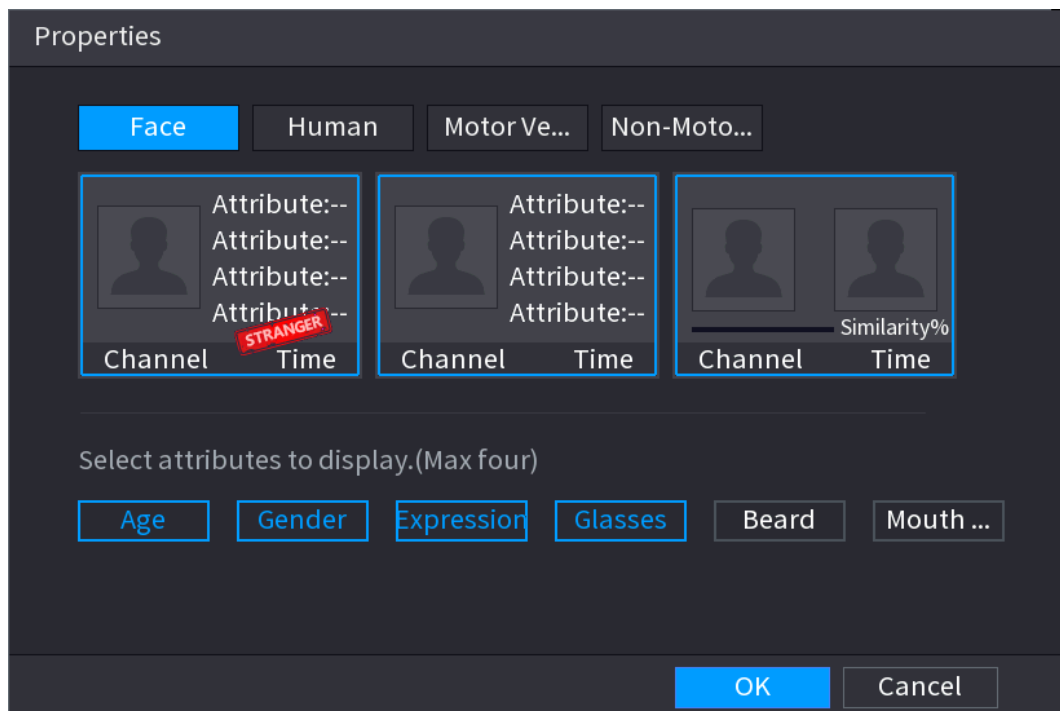 Properties
Face Human Motor Ve... Non-Moto...
Attribute:-- Attribute:--
Attribute:-- Attribute:--
Attribute:-- Attribute:--
Attribute:-- Attribute:--
STRANGER
Similarity%
Channel Time Channel Time Channel Time
Select attributes to display.(Max four)
Age Gender Expression Glasses Beard Mouth ...
OK Cancel